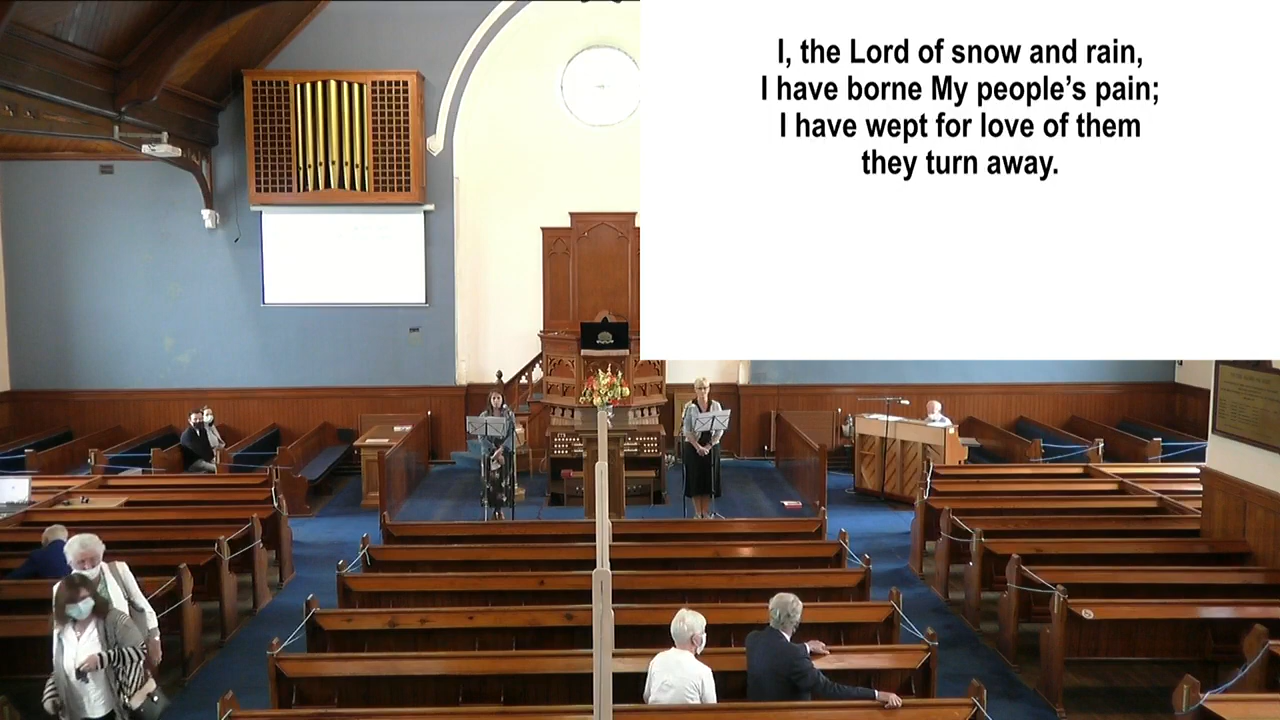 I, the Lord of snow and rain,
I have borne My people’s pain;
I have wept for love of them
they turn away.